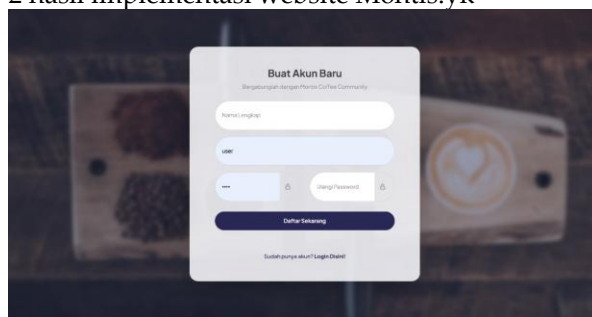 2 hasil implementasi website Montis.yk
Buat Akun Baru
Bergabunglah dengan Montis Coffee Community
Nama Lengkap
user
••••
Ulangi Password
Daftar Sekarang
Sudah punya akun? Login Disini!